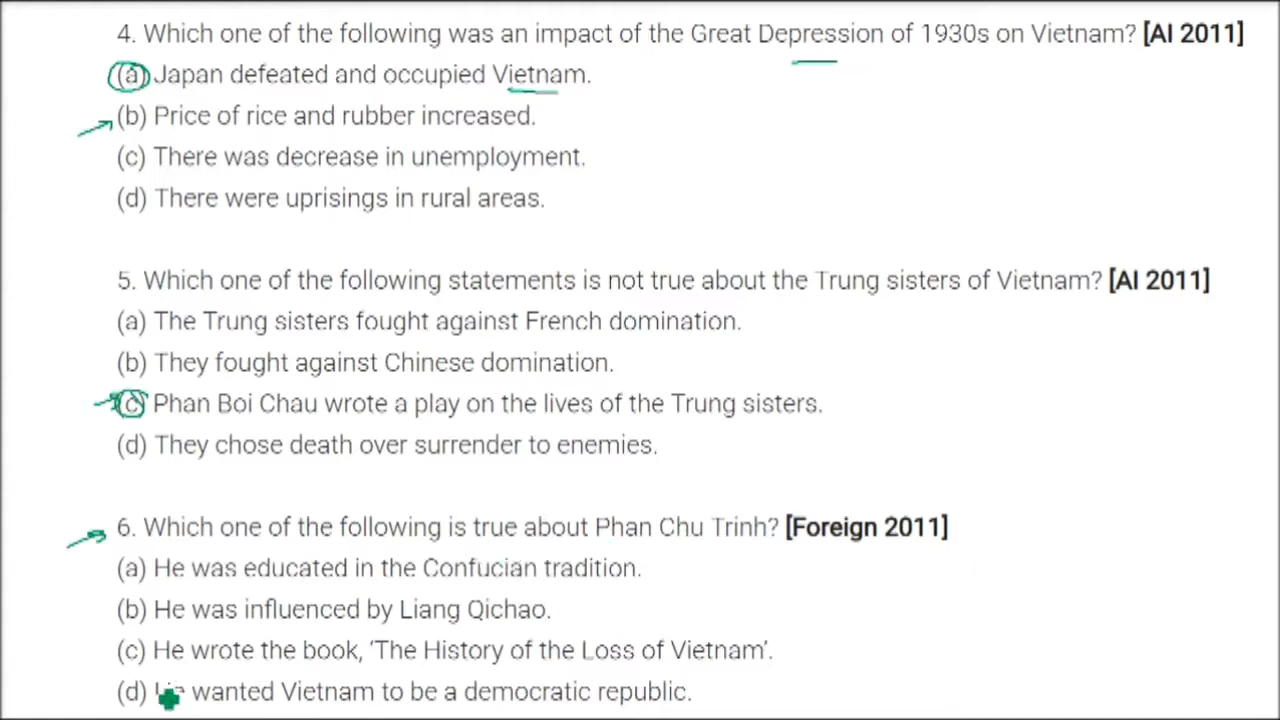 4. Which one of the following was an impact of the Great Depression of 1930s on Vietnam? [AI 2011]
(a) Japan defeated and occupied Vietnam.
(b) Price of rice and rubber increased.
(c) There was decrease in unemployment.
(d) There were uprisings in rural areas.
5. Which one of the following statements is not true about the Trung sisters of Vietnam? [AI 2011]
(a) The Trung sisters fought against French domination.
(b) They fought against Chinese domination.
(c) Phan Boi Chau wrote a play on the lives of the Trung sisters.
(d) They chose death over surrender to enemies.
6. Which one of the following is true about Phan Chu Trinh? [Foreign 2011]
(a) He was educated in the Confucian tradition.
(b) He was influenced by Liang Qichao.
(c) He wrote the book, ‘The History of the Loss of Vietnam’.
(d) wanted Vietnam to be a democratic republic.